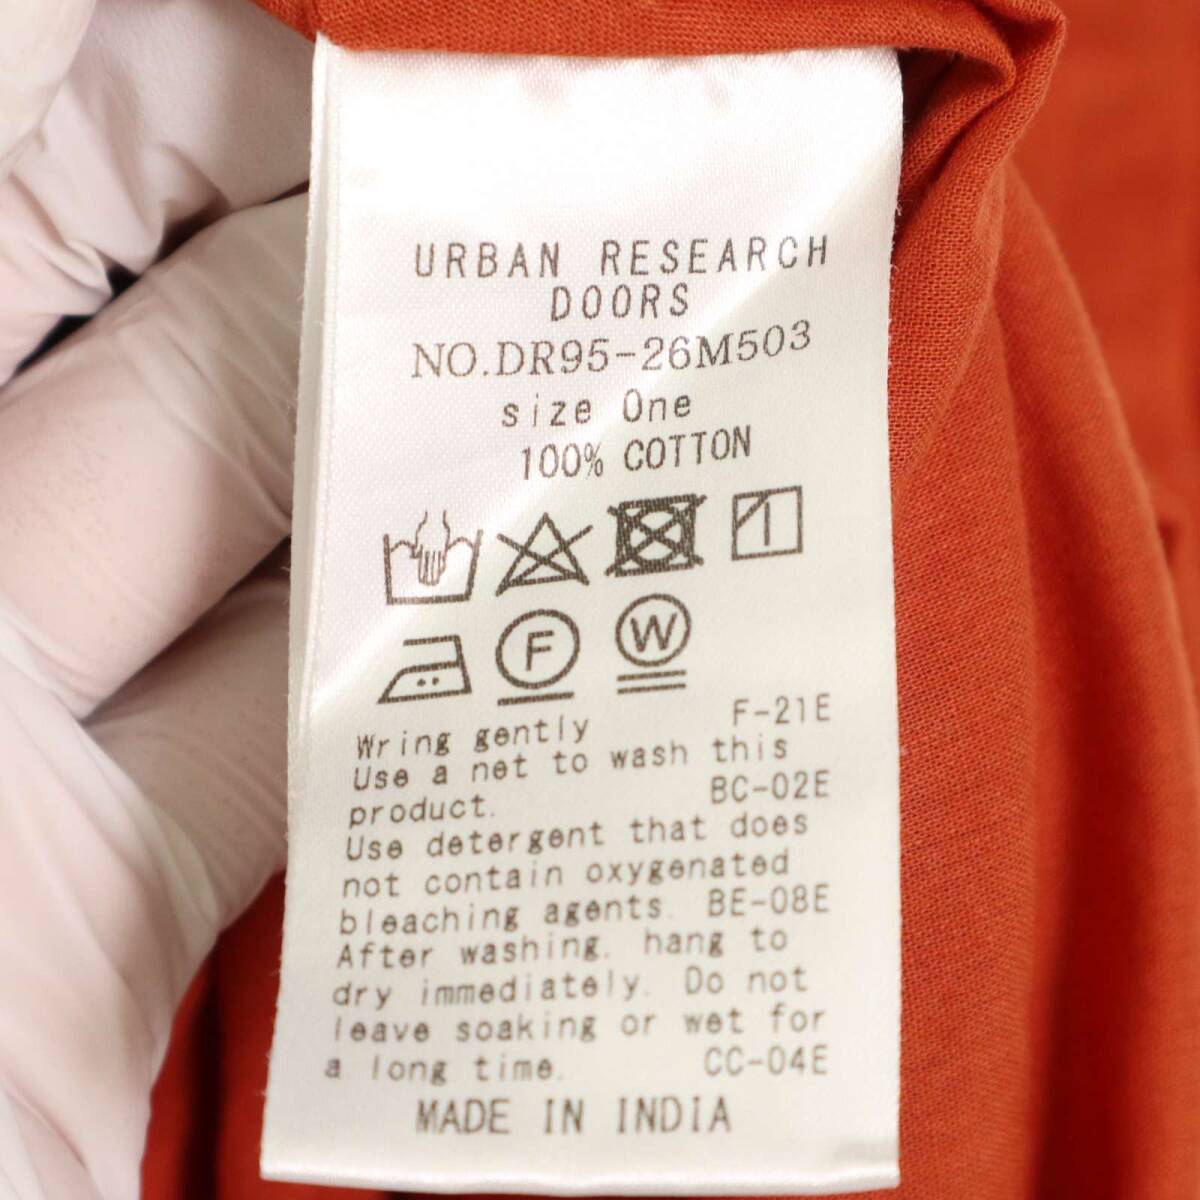 URBAN RESEARCH
DOORS
NO.DR95-26M503
size One
100% COTTON
F
W
F-21E
Wring gently
Use a net to wash this
product. BC-02E
Use detergent that does
not contain oxygenated
bleaching agents. BE-08E
After washing, hang to
dry immediately. Do not
leave soaking or wet for
a long time. CC-04E
MADE IN INDIA